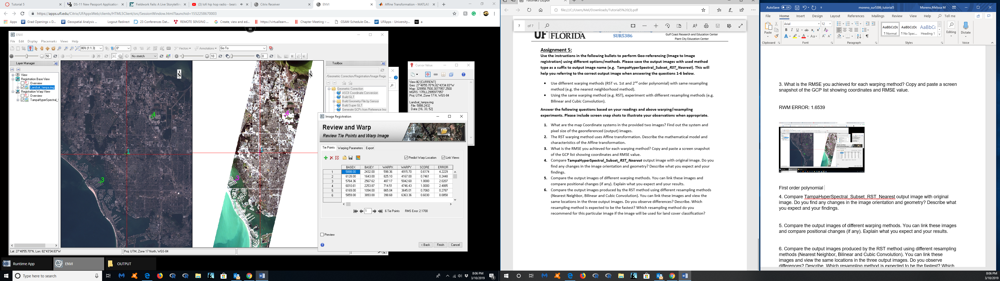 Tutorial 5
DS-11 New Passport Application
Fieldwork Fails: A Live Storytellin
(3) lofi hip hop radio - beats
Citrix Receiver
ENVI
Affine Transformation - MATLAB
https://apps.ufl.edu/Citrix/UFAppsWeb/clients/HTML5Client/src/SessionWindow.html?launchid=1552258670003
Apps
Grad Openings » D...
Geospatial Analysis ...
Logout Redirect
23 Conferences Dat...
REMOTE SENSING ...
Create, view and ed...
https://virtuallearn...
Chapter Meeting – ...
GSAW-Schedule-De...
UFApps - University...
a
ENVI
File Edit Display Placemarks Views Help
80% (1:1.3)
0°
Vectors
Annotations
Go To
50
20
No stretch
10
0
Layer Manager
View
Registration Base View
Overview
Landsat_tampa.img
Registration Warp View
Overview
TampaHyperSpectral_S
N
N
4
1
3
4
1
3
Toolbox
/Geometric Correction/Registration/Image Regis
Geometric Correction
ASCII Coordinate Conversion
Build GLT
Build Geometry File by Sensor
Build Super GLT
Generate GCPs from Reference Ima
Cursor Value
View #2 [CURRENT]
Geo: 27°48'55.70"N,82°43'34.83"W
Map: 329958.7500,3077957.2500
MGRS: 17RLL2995977957
Proj: UTM, Zone 17 N, WGS-84
Landsat_tampa.img
File: 5888,2432
Data: [16, 33, 52]
Image Registration
Review and Warp
Review Tie Points and Warp Image
Tie Points Warping Parameters Export
Predict Warp Location Link Views
BASEX BASEY WARPX WARPY SCORE ERROR
1 5888.00 2432.00 598.36 4915.70 0.6174 4.2229
2 6128.00 1643.00 825.10 4167.00 0.7461 0.2448
3 5764.36 2567.62 487.17 5042.60 1.0000 2.0207
4 6010.61 2253.87 714.51 4746.43 1.0000 2.4885
5 6169.00 1094.00 865.04 3645.01 0.7060 0.2787
6 5859.00 3893.00 398.68 6363.36 0.6030 0.0858
1 6 Tie Points RMS Error: 2.1700
Preview
< Back Finish Cancel
Lat: 27°48'55.70"N, Lon: 82°43'34.83"W
Proj: UTM, Zone 17 North, WGS-84
Runtime App
ENVI
OUTPUT
Type here to search
8:06 PM
3/10/2019
Tutorial5 (3).pdf
file:///C:/Users/Mel/Downloads/Tutorial5%20(3).pdf
7 of 7
UF FLORIDA
SUR5386
Gulf Coast Research and Education Center
Plant City Education Center
Assignment 5:
Use the instructions in the following bullets to perform Geo-referencing (Image to Image
registration) using different options/methods. Please save the output images with used method
type as a suffix to output image name (e.g. TampaHyperSpectral_Subset_RST_Nearest). This will
help you referring to the correct output image when answering the questions 1-6 below.
• Use different warping methods (RST vs. 1st and 2nd order polynomial) with same resampling
method (e.g. the nearest neighborhood method).
• Using the same warping method (e.g. RST), experiment with different resampling methods (e.g.
Bilinear and Cubic Convolution).
Answer the following questions based on your readings and above warping/resampling
experiments. Please include screen snap shots to illustrate your observations when appropriate.
1. What are the map Coordinate systems in the provided two images? Find out the system and
pixel size of the georeferenced (output) images.
2. The RST warping method uses Affine transformation. Describe the mathematical model and
characteristics of the Affine transformation.
3. What is the RMSE you achieved for each warping method? Copy and paste a screen snapshot
of the GCP list showing coordinates and RMSE value.
4. Compare TampaHyperSpectral_Subset_RST_Nearest output image with original image. Do you
find any changes in the image orientation and geometry? Describe what you expect and your
findings.
5. Compare the output images of different warping methods. You can link these images and
compare positional changes (if any). Explain what you expect and your results.
6. Compare the output images produced by the RST method using different resampling methods
(Nearest Neighbor, Bilinear and Cubic Convolution). You can link these images and view the
same locations in the three output images. Do you observe differences? Describe. Which
resampling method is expected to be the fastest? Which resampling method do you
recommend for this particular image if the image will be used for land cover classification?
AutoSave Off
moreno_sur5386_tutorial5
Moreno,Melissa M
File Home Insert Design Layout References Mailings Review View Help Tell me
Paste
Arial 12
AaBbCcDc AaBbCcDc AaBbCc
¶ Normal ¶ No Spac... Heading 1
Editing
Dictate
Clipboard Font Paragraph Styles Voice
3. What is the RMSE you achieved for each warping method? Copy and paste a screen
snapshot of the GCP list showing coordinates and RMSE value.
RWM ERROR: 1.6539
First order polynomial
4. Compare TampaHyperSpectral_Subset_RST_Nearest output image with original
image. Do you find any changes in the image orientation and geometry? Describe what
you expect and your findings.
5. Compare the output images of different warping methods. You can link these images
and compare positional changes (if any). Explain what you expect and your results.
6. Compare the output images produced by the RST method using different resampling
methods (Nearest Neighbor, Bilinear and Cubic Convolution). You can link these
images and view the same locations in the three output images. Do you observe
differences? Describe. Which resampling method is expected to be the fastest? Which
8:06 PM
3/10/2019